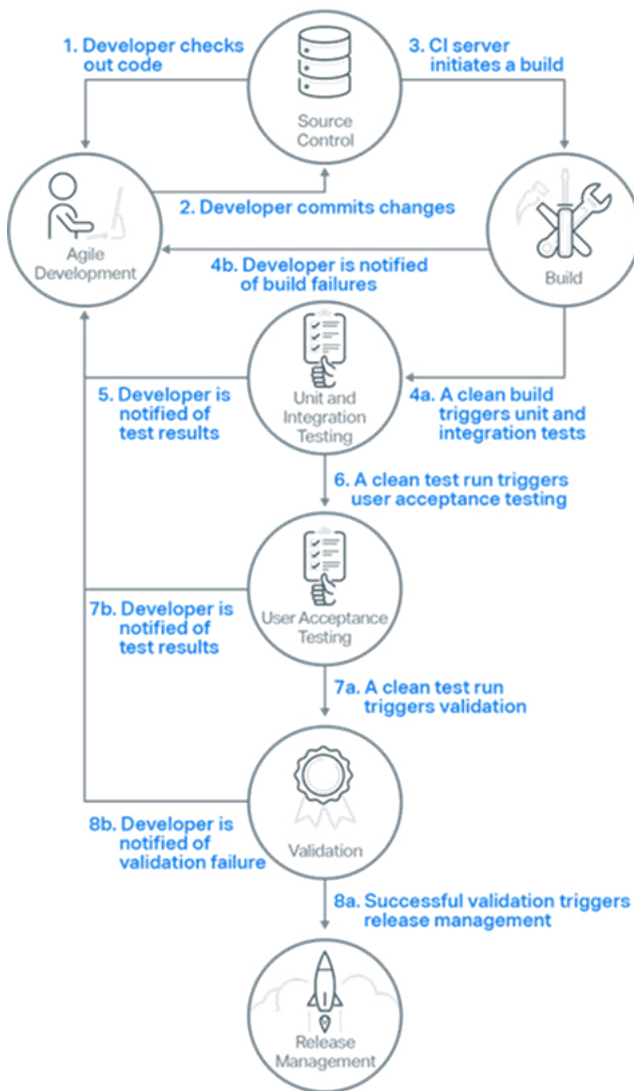 1. Developer checks
out code
3. CI server
initiates a build
Source
Control
2. Developer commits changes
Agile
Development
Build
4b. Developer is notified
of build failures
5. Developer is
notified of
test results
Unit and
Integration
Testing
4a. A clean build
triggers unit and
integration tests
6. A clean test run triggers
user acceptance testing
7b. Developer is
notified of
test results
User Acceptance
Testing
7a. A clean test run
triggers validation
8b. Developer is
notified of
validation failure
Validation
8a. Successful validation triggers
release management
Release
Management